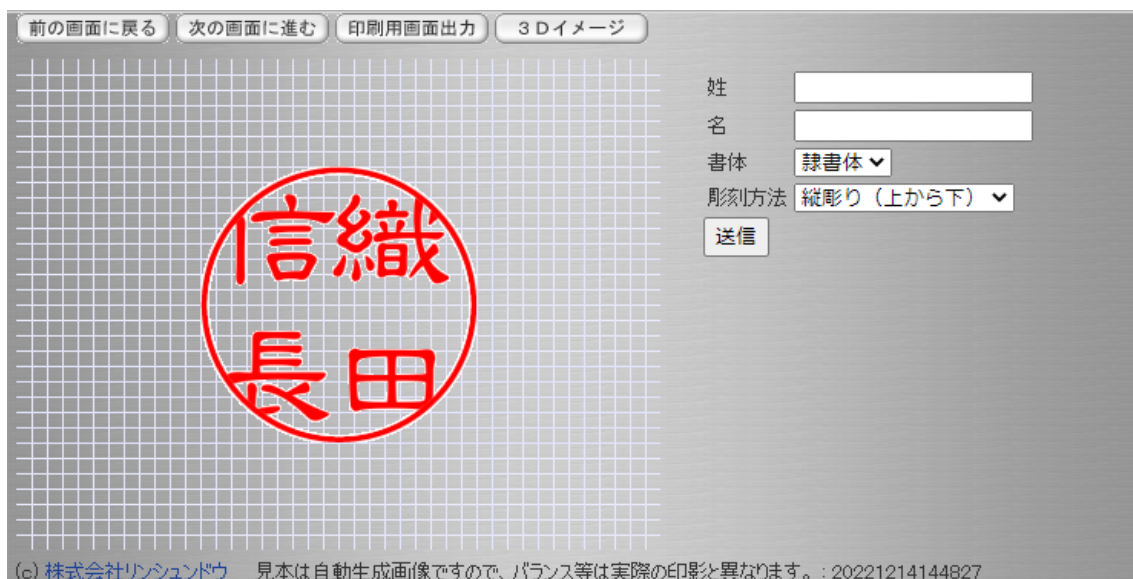 前の画面に戻る 次の画面に進む 印刷用画面出力 3Dイメージ
姓
名
書体 隷書体
彫刻方法 縦彫り（上から下）
送信
織田
信長
(c) 株式会社リンシュンドウ 見本は自動生成画像ですので、バランス等は実際の印影と異なります。: 20221214144827